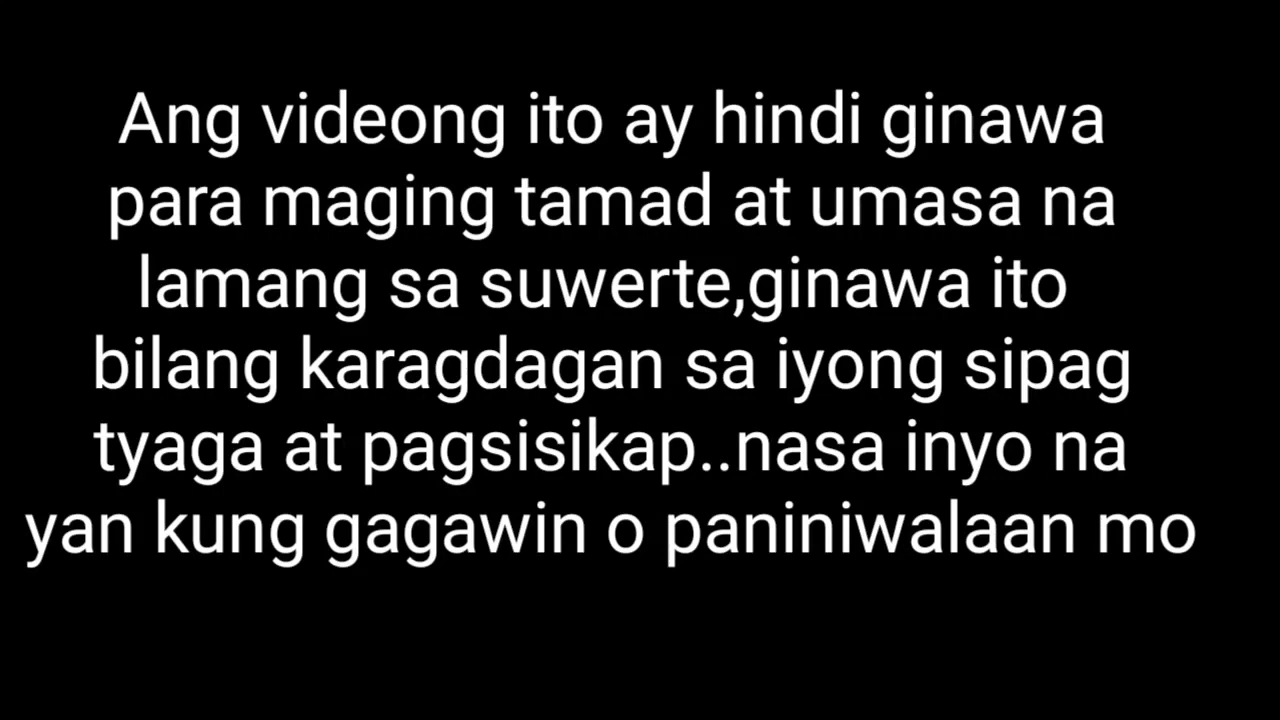 Ang videong ito ay hindi ginawa
para maging tamad at umasa na
lamang sa suwerte,ginawa ito
bilang karagdagan sa iyong sipag
tyaga at pagsisikap..nasa inyo na
yan kung gagawin o paniniwalaan mo